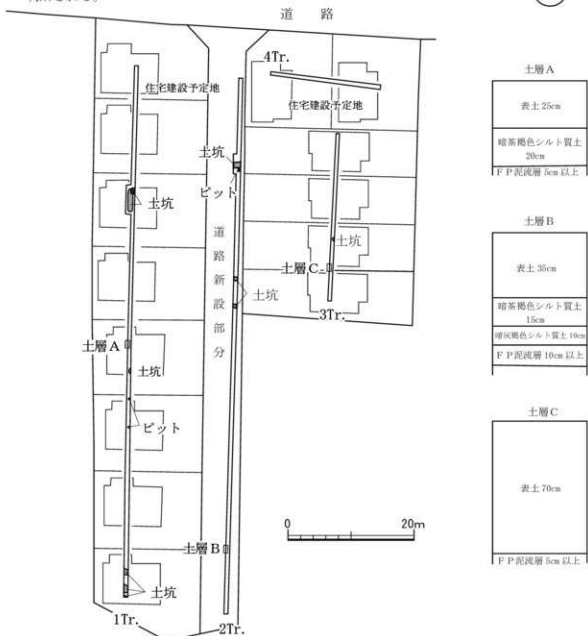 道　路
4Tr.
住宅建設予定地
住宅建設予定地
土坑
ピット
土坑
道路新設部分
土坑
土層C
土坑
3Tr.
土層A
土坑
ピット
0　20m
土層B
土坑
1Tr.
2Tr.
土層A
表土 25cm
暗茶褐色シルト質土
20cm
ＦＰ泥流層 5cm 以上
土層B
表土 35cm
暗茶褐色シルト質土
15cm
暗灰褐色シルト質土 10cm
ＦＰ泥流層 10cm 以上
土層C
表土 70cm
ＦＰ泥流層 5cm 以上